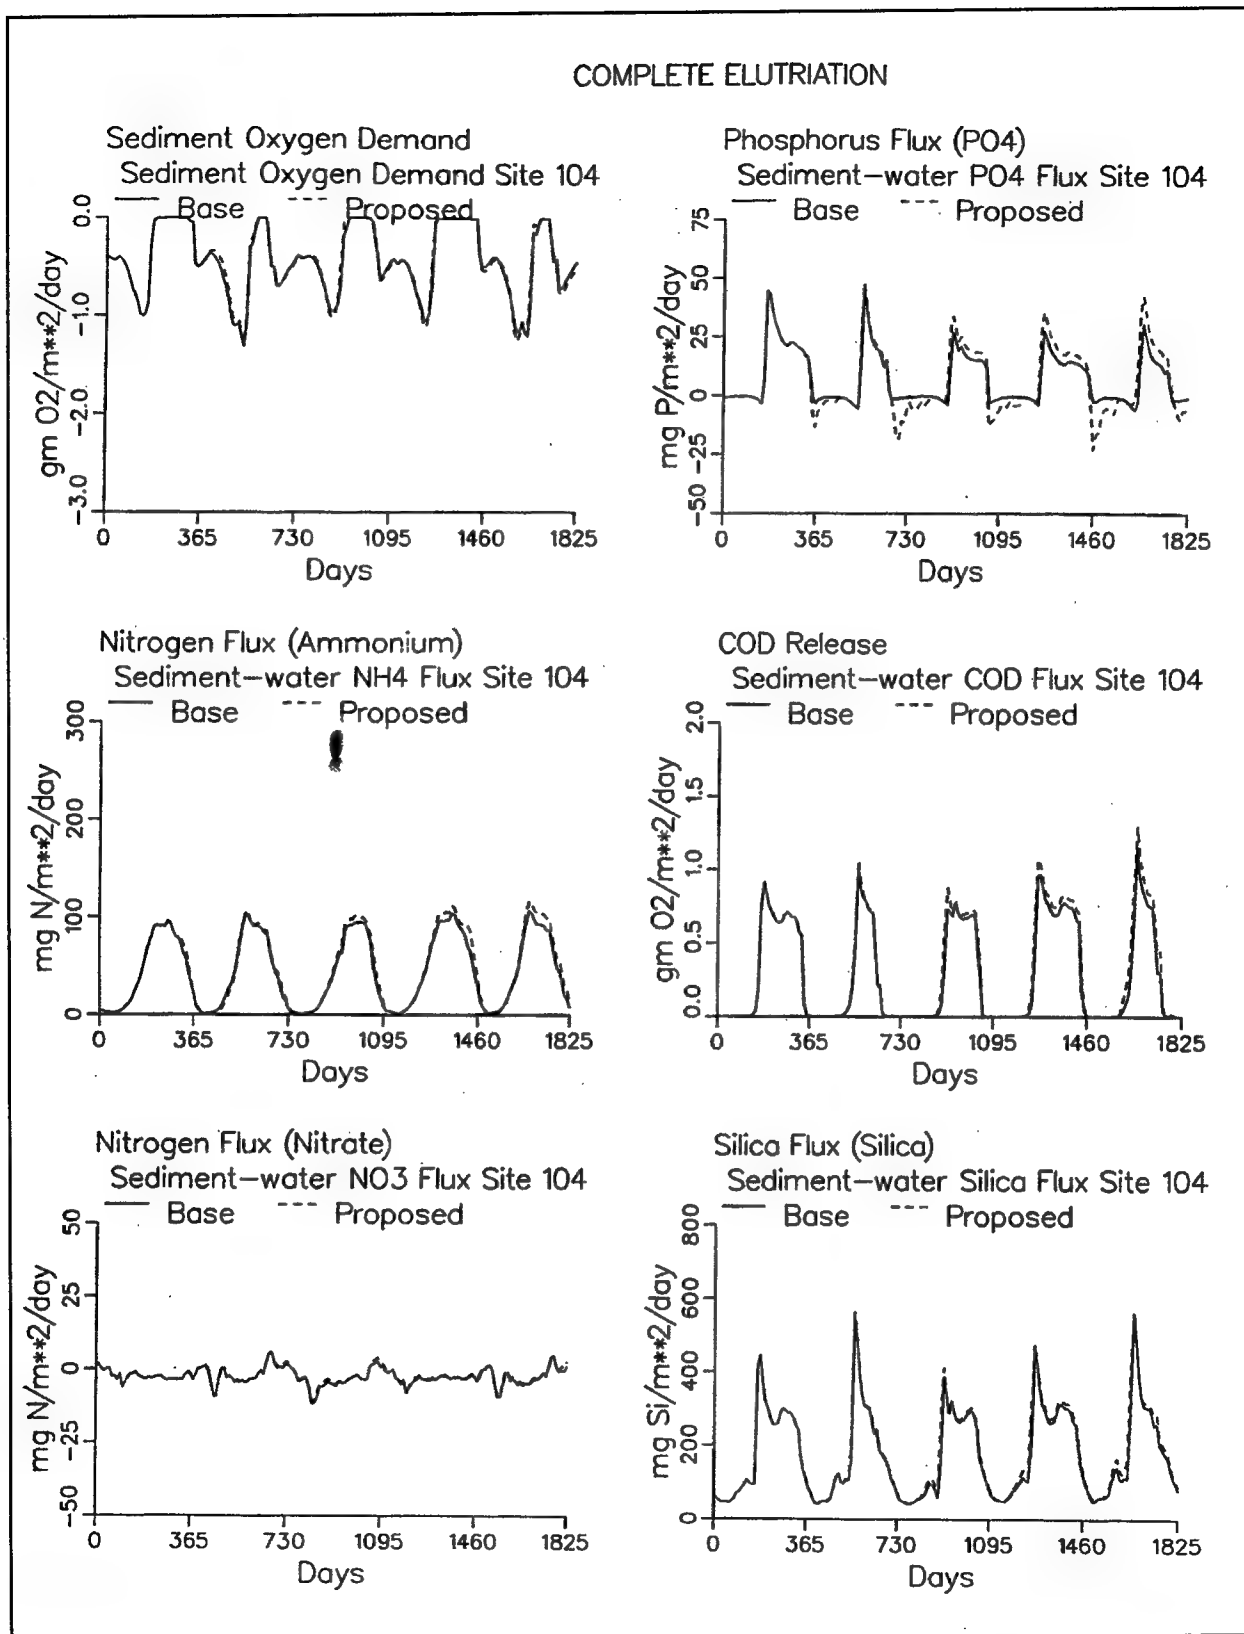 COMPLETE ELUTRIATION
Sediment Oxygen Demand
Sediment Oxygen Demand Site 104
Base Proposed
gm O2/m**2/day
0.0
-1.0
-2.0
-3.0
0 365 730 1095 1460 1825
Days
Phosphorus Flux (PO4)
Sediment-water PO4 Flux Site 104
Base Proposed
mg P/m**2/day
75
50
25
0
-25
-50
0 365 730 1095 1460 1825
Days
Nitrogen Flux (Ammonium)
Sediment-water NH4 Flux Site 104
Base Proposed
mg N/m**2/day
300
200
100
0
0 365 730 1095 1460 1825
Days
COD Release
Sediment-water COD Flux Site 104
Base Proposed
gm O2/m**2/day
2.0
1.5
1.0
0.5
0.0
0 365 730 1095 1460 1825
Days
Nitrogen Flux (Nitrate)
Sediment-water NO3 Flux Site 104
Base Proposed
mg N/m**2/day
50
25
0
-25
-50
0 365 730 1095 1460 1825
Days
Silica Flux (Silica)
Sediment-water Silica Flux Site 104
Base Proposed
mg Si/m**2/day
800
600
400
200
0
0 365 730 1095 1460 1825
Days